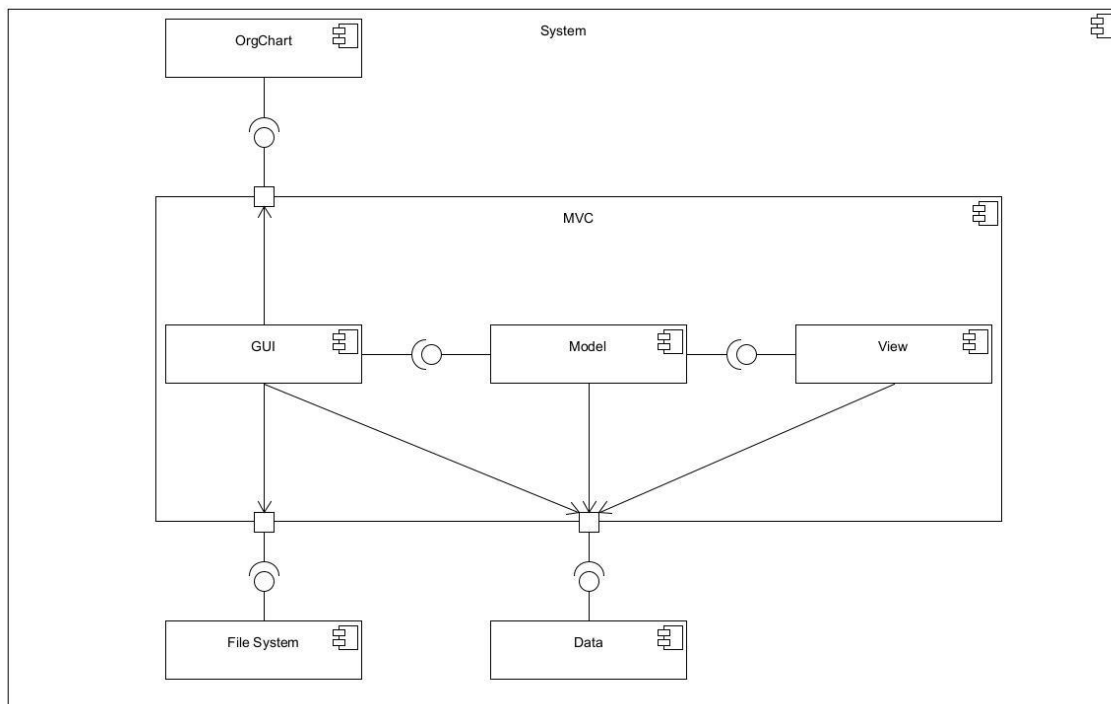 System
OrgChart
MVC
GUI
Model
View
File System
Data